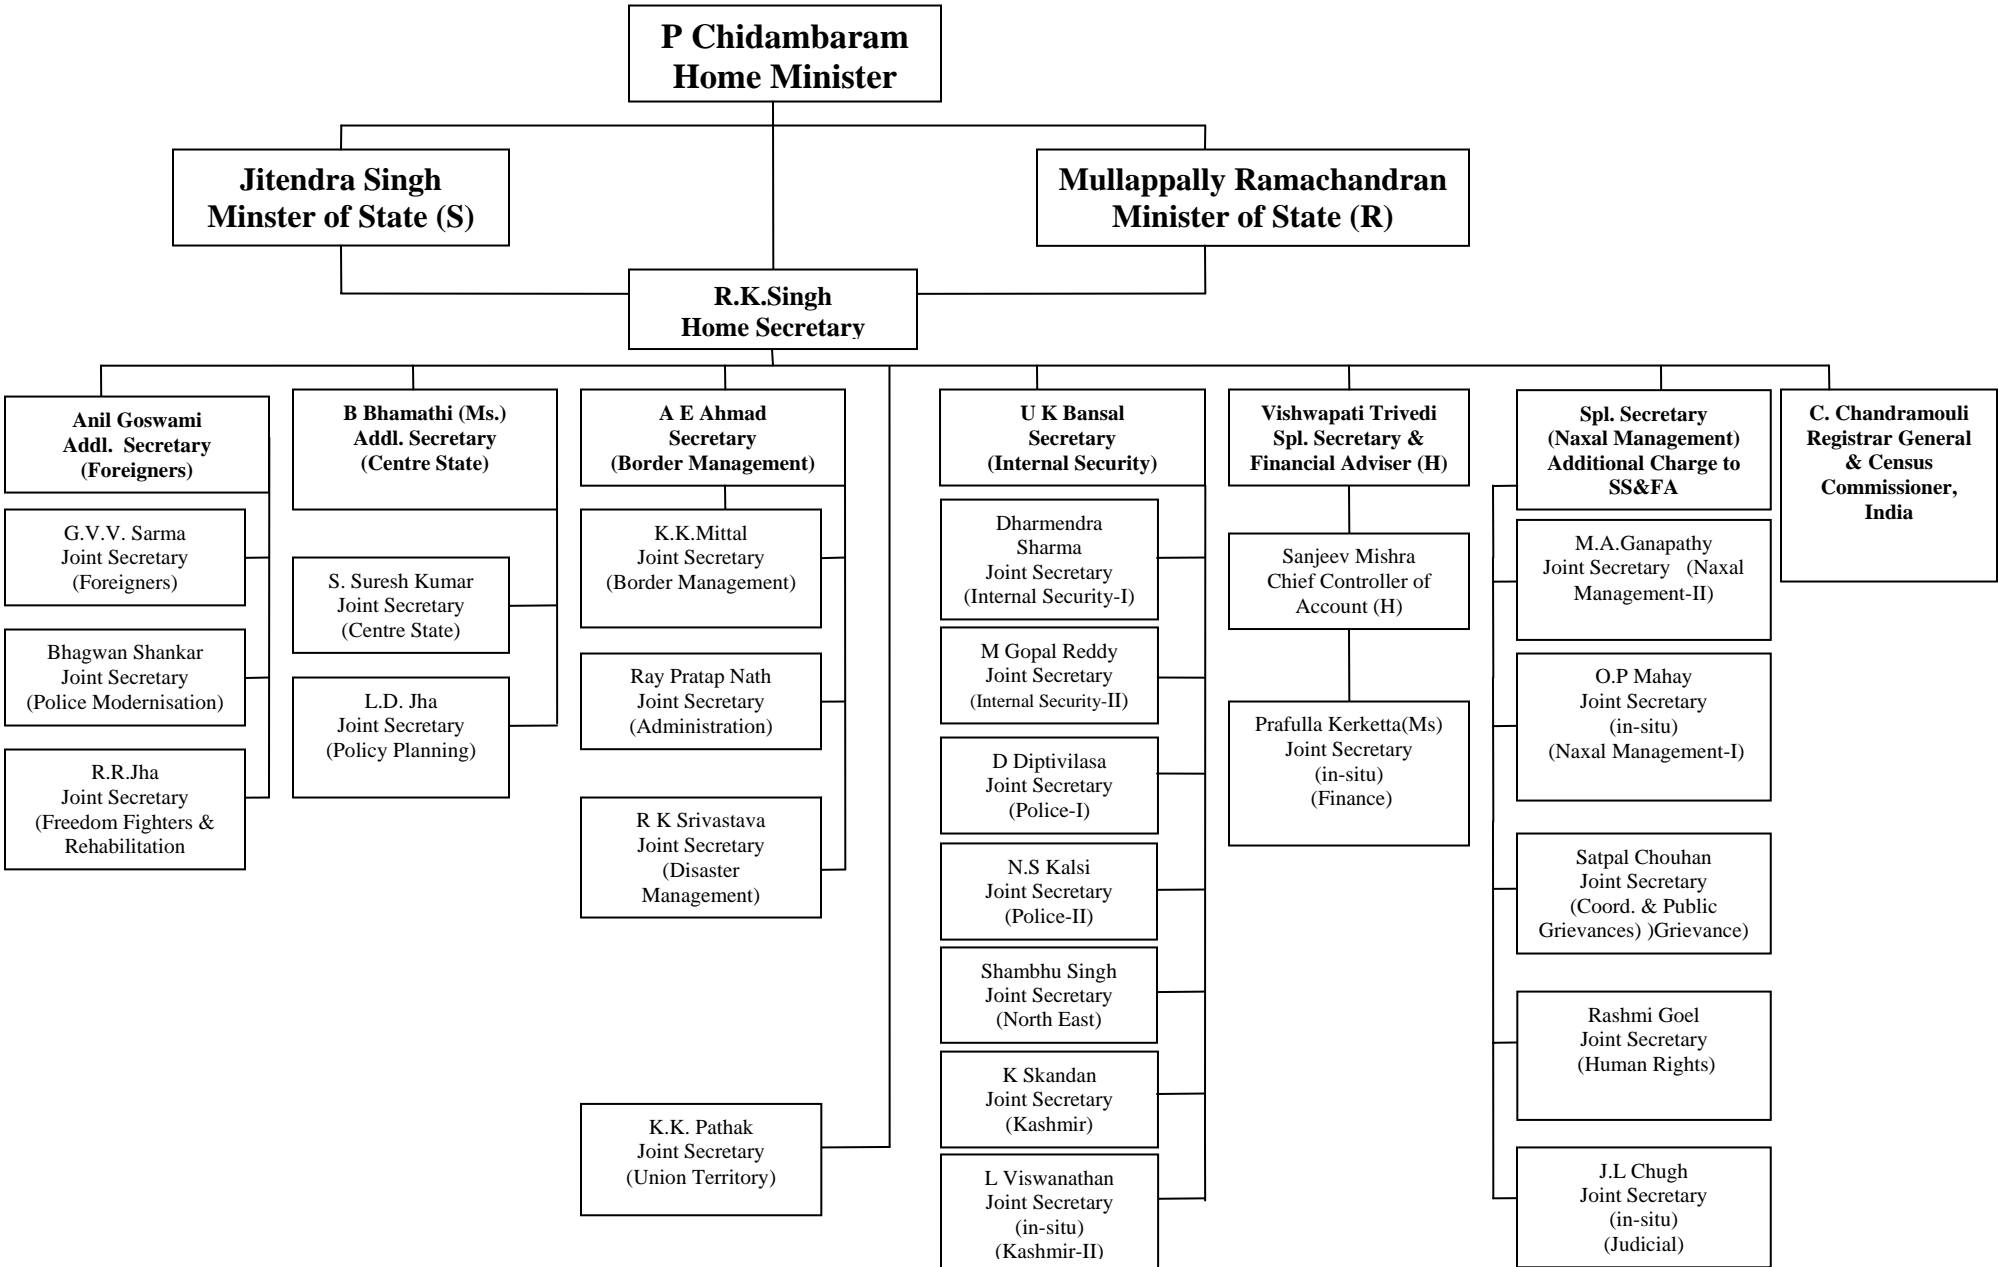 P Chidambaram
Home Minister
Jitendra Singh
Minster of State (S)
Mullappally Ramachandran
Minister of State (R)
R.K.Singh
Home Secretary
Anil Goswami
Addl. Secretary
(Foreigners)
G.V.V. Sarma
Joint Secretary
(Foreigners)
Bhagwan Shankar
Joint Secretary
(Police Modernisation)
R.R.Jha
Joint Secretary
(Freedom Fighters &
Rehabilitation
B Bhamathi (Ms.)
Addl. Secretary
(Centre State)
S. Suresh Kumar
Joint Secretary
(Centre State)
L.D. Jha
Joint Secretary
(Policy Planning)
A E Ahmad
Secretary
(Border Management)
K.K.Mittal
Joint Secretary
(Border Management)
Ray Pratap Nath
Joint Secretary
(Administration)
R K Srivastava
Joint Secretary
(Disaster
Management)
K.K. Pathak
Joint Secretary
(Union Territory)
U K Bansal
Secretary
(Internal Security)
Dharmendra
Sharma
Joint Secretary
(Internal Security-I)
M Gopal Reddy
Joint Secretary
(Internal Security-II)
D Diptivilasa
Joint Secretary
(Police-I)
N.S Kalsi
Joint Secretary
(Police-II)
Shambhu Singh
Joint Secretary
(North East)
K Skandan
Joint Secretary
(Kashmir)
L Viswanathan
Joint Secretary
(in-situ)
(Kashmir-II)
Vishwapati Trivedi
Spl. Secretary &
Financial Adviser (H)
Sanjeev Mishra
Chief Controller of
Account (H)
Prafulla Kerketta(Ms)
Joint Secretary
(in-situ)
(Finance)
Spl. Secretary
(Naxal Management)
Additional Charge to
SS&FA
M.A.Ganapathy
Joint Secretary (Naxal
Management-II)
O.P Mahay
Joint Secretary
(in-situ)
(Naxal Management-I)
Satpal Chouhan
Joint Secretary
(Coord. & Public
Grievances) )Grievance)
Rashmi Goel
Joint Secretary
(Human Rights)
J.L Chugh
Joint Secretary
(in-situ)
(Judicial)
C. Chandramouli
Registrar General
& Census
Commissioner,
India